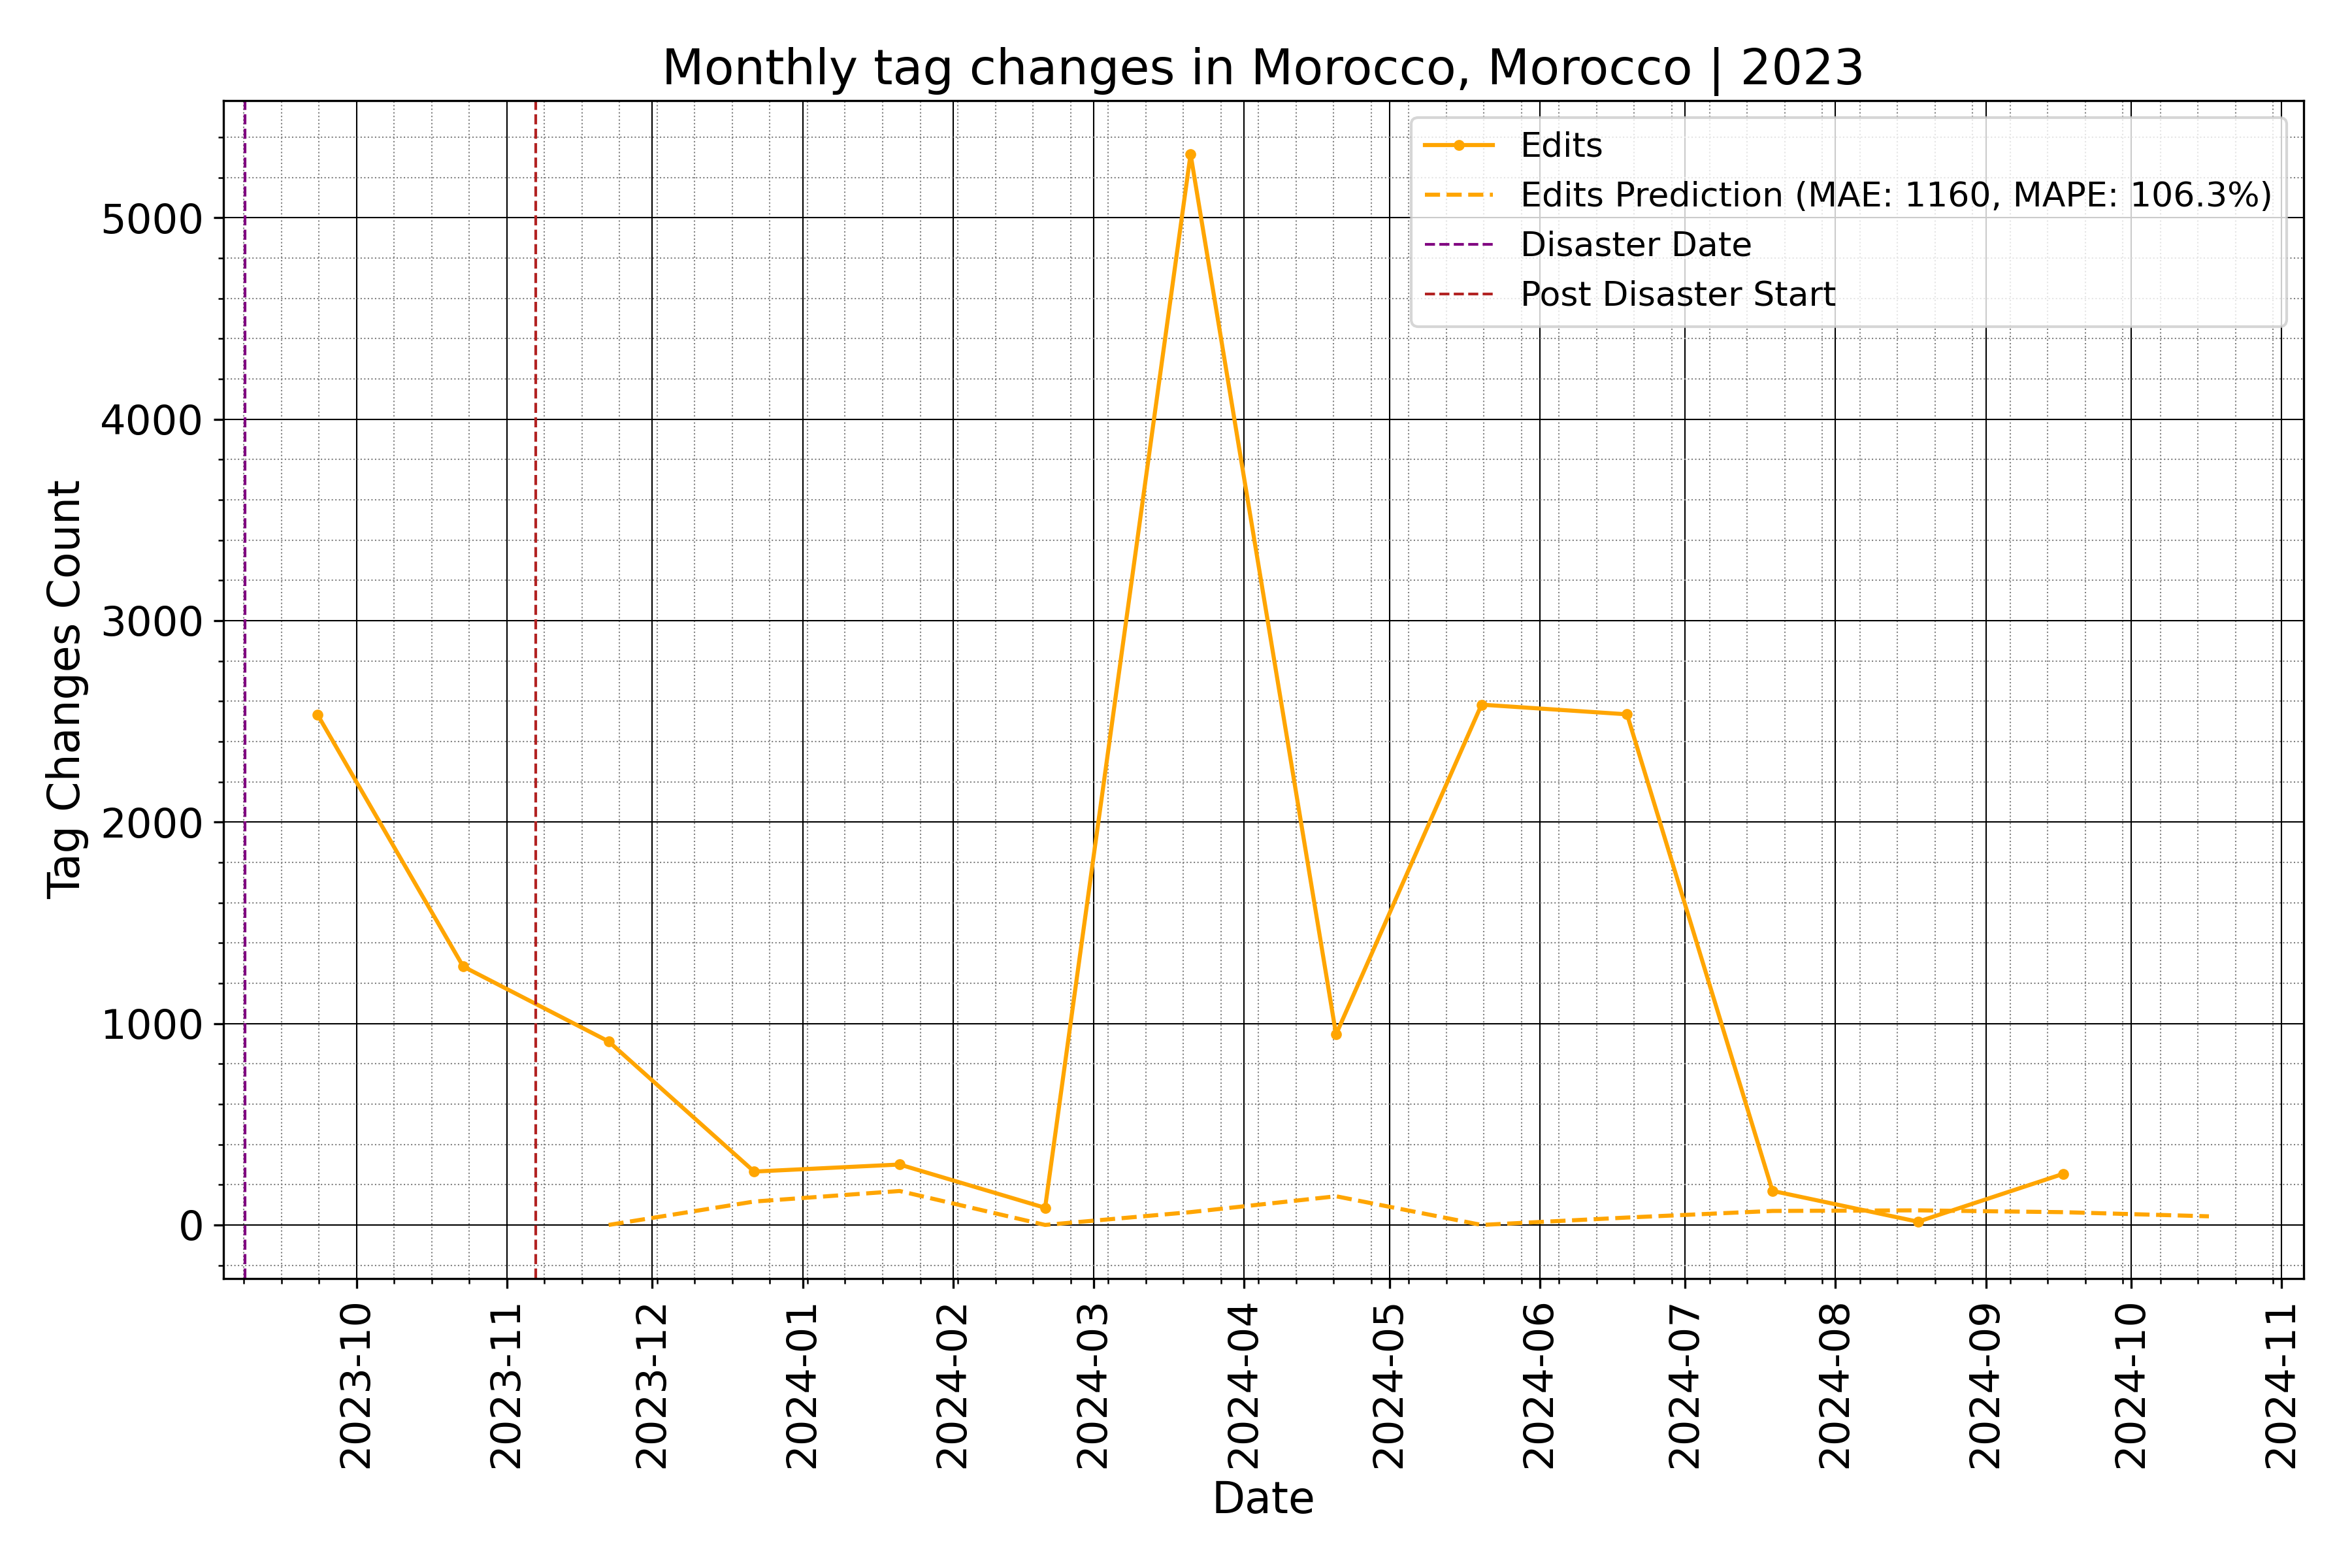 Monthly tag changes in Morocco, Morocco | 2023
Edits
Edits Prediction (MAE: 1160, MAPE: 106.3%)
Disaster Date
Post Disaster Start
Tag Changes Count
5000
4000
3000
2000
1000
0
2023-10
2023-11
2023-12
2024-01
2024-02
2024-03
2024-04
2024-05
2024-06
2024-07
2024-08
2024-09
2024-10
2024-11
Date